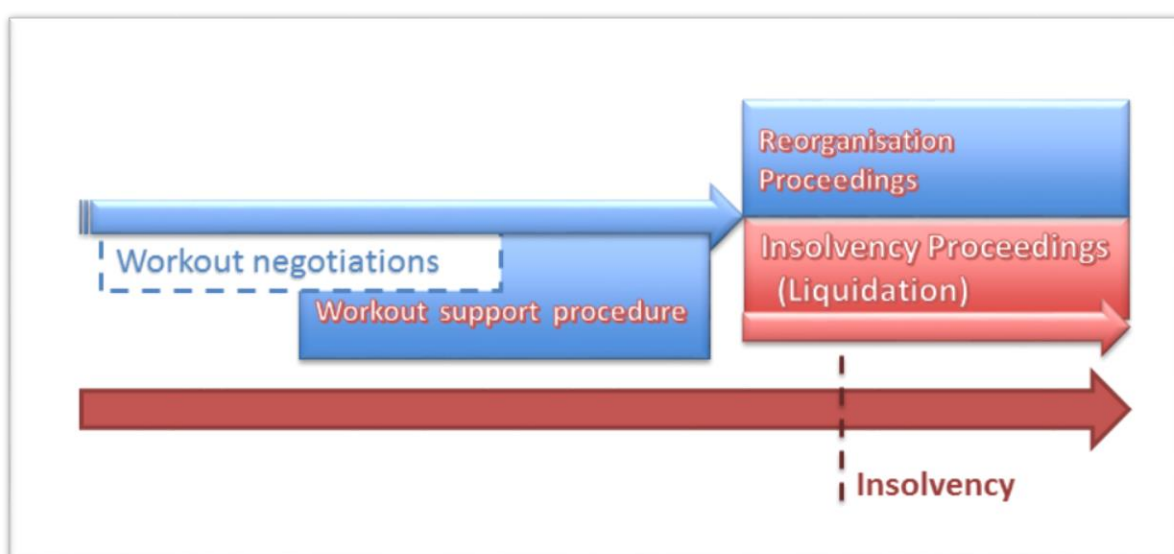 Reorganisation
Proceedings
Workout negotiations
Insolvency Proceedings
(Liquidation)
Workout support procedure
Insolvency